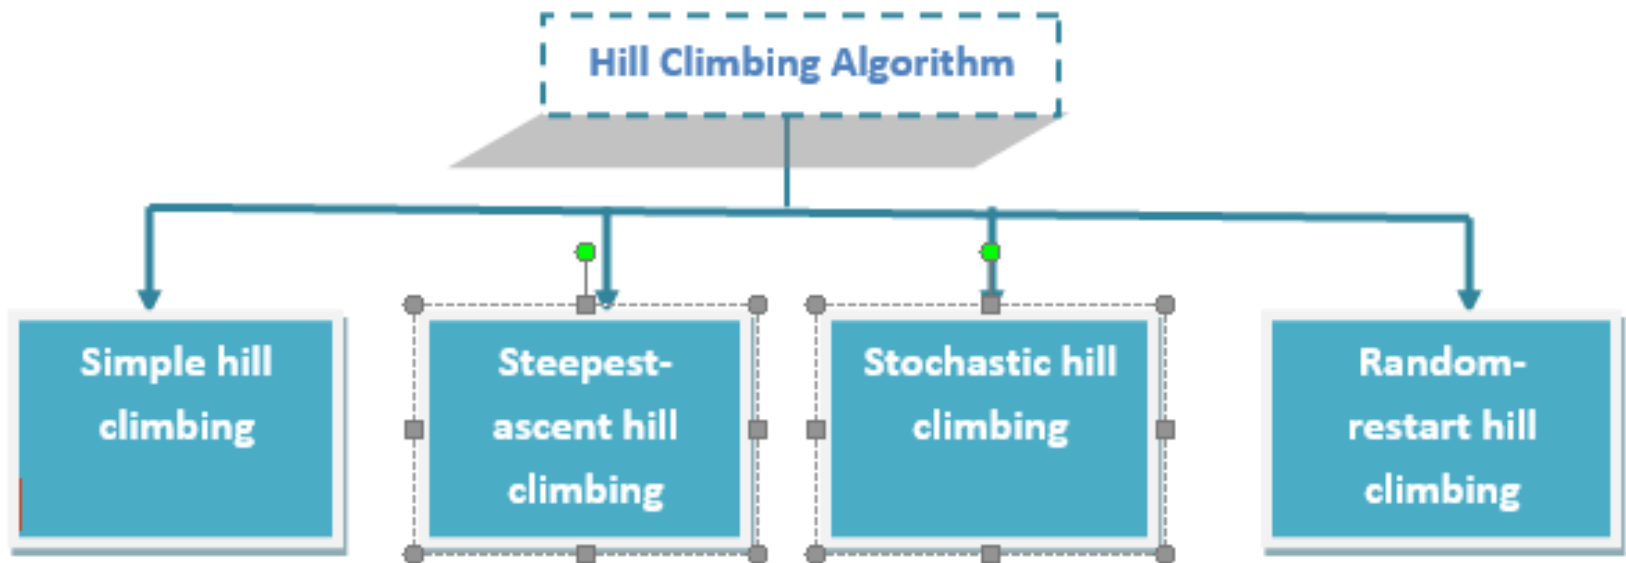 Hill Climbing Algorithm
Simple hill
climbing
Steepest-
ascent hill
climbing
Stochastic hill
climbing
Random-
restart hill
climbing